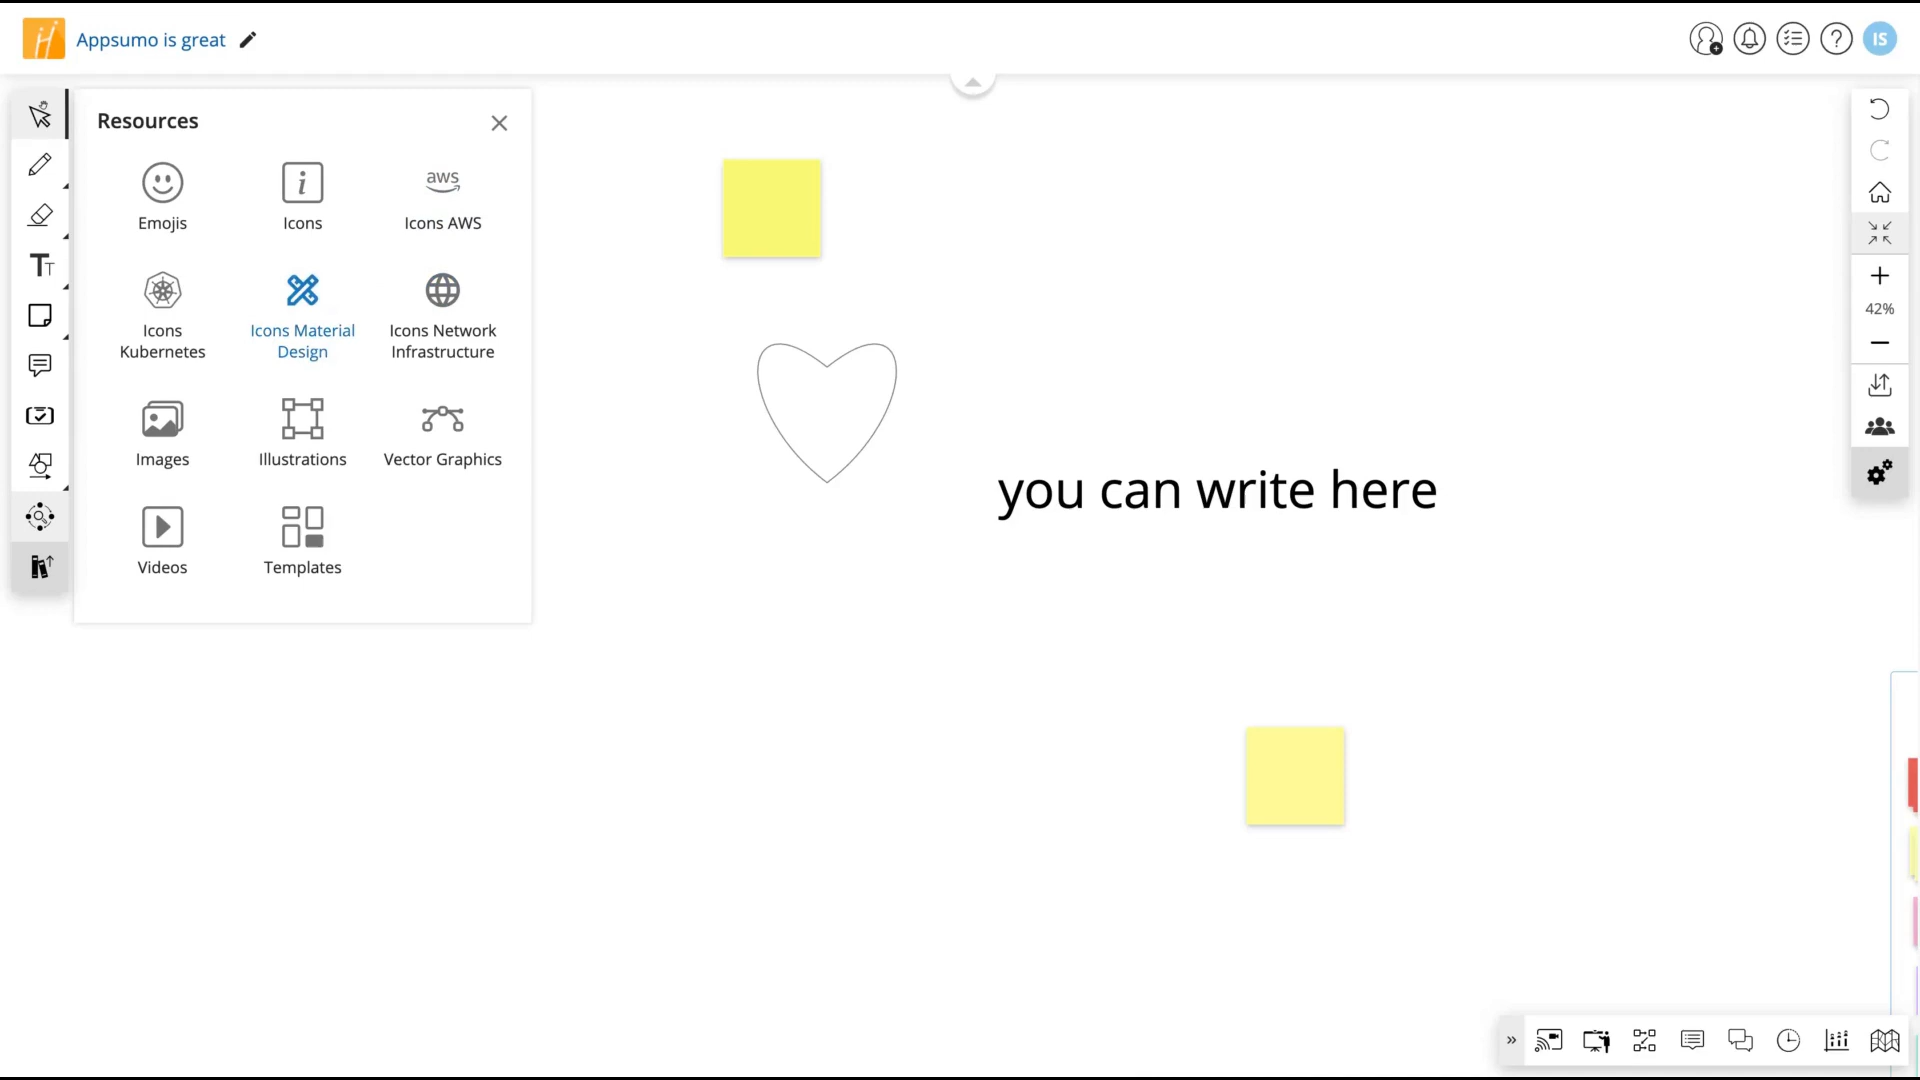 Appsumo is great
IS
Resources
Emojis
Icons
aws
Icons AWS
Icons
Kubernetes
Icons Material
Design
Icons Network
Infrastructure
Images
Illustrations
Vector Graphics
Videos
Templates
you can write here
42%